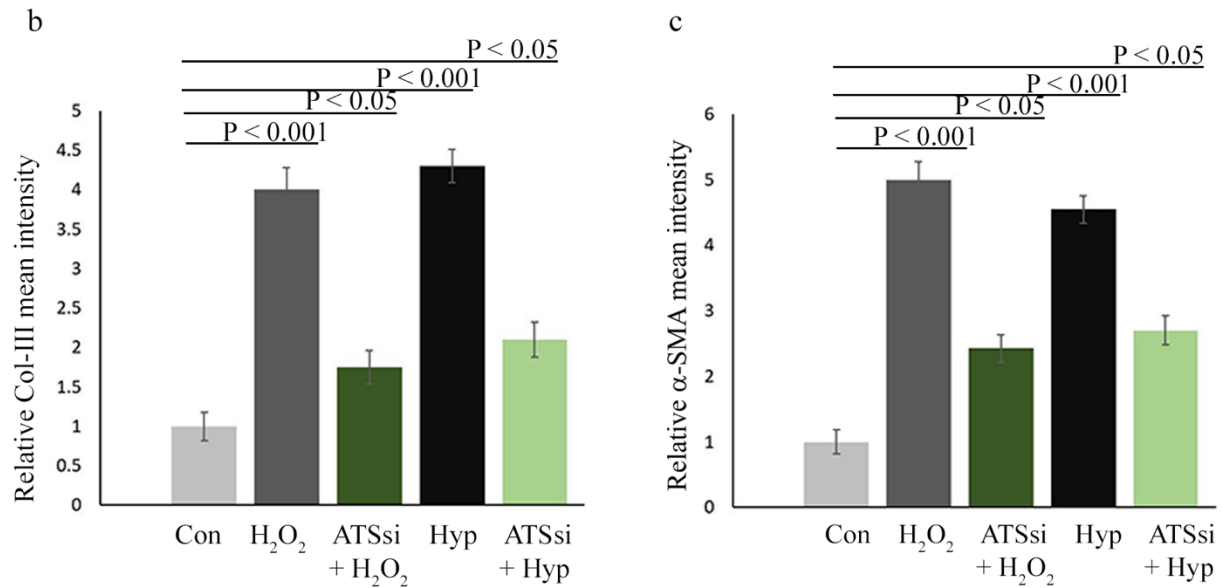 b
P < 0.05
P < 0.001
P < 0.05
P < 0.001
Relative Col-III mean intensity
5
4.5
4
3.5
3
2.5
2
1.5
1
0.5
0
Con
H₂O₂
ATSsi
+ H₂O₂
Hyp
ATSsi
+ Hyp
c
P < 0.05
P < 0.001
P < 0.05
P < 0.001
Relative α-SMA mean intensity
6
5
4
3
2
1
0
Con
H₂O₂
ATSsi
+ H₂O₂
Hyp
ATSsi
+ Hyp